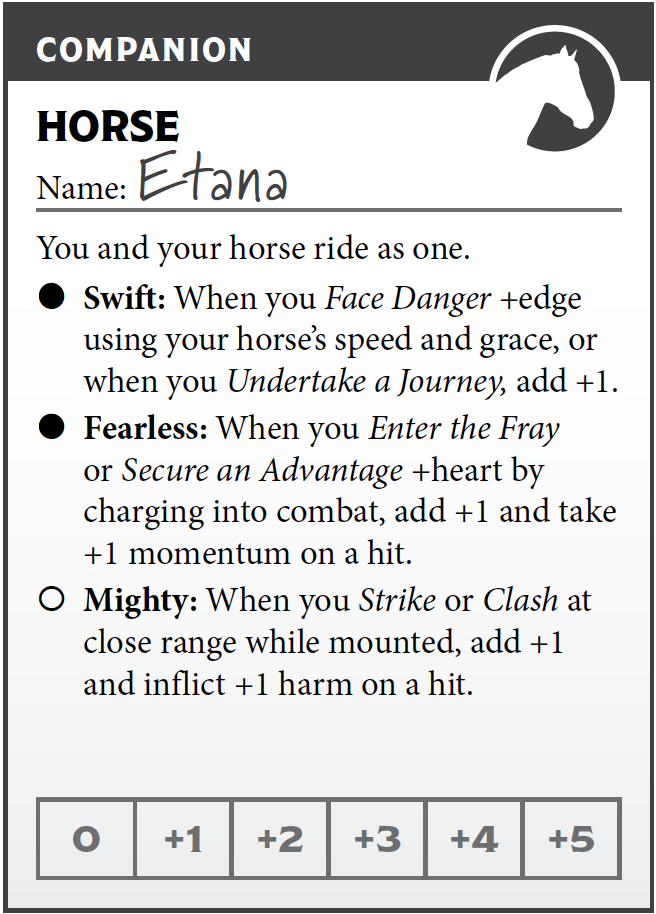 COMPANION
HORSE
Name: Etana
You and your horse ride as one.
Swift: When you Face Danger +edge
using your horse’s speed and grace, or
when you Undertake a Journey, add +1.
Fearless: When you Enter the Fray
or Secure an Advantage +heart by
charging into combat, add +1 and take
+1 momentum on a hit.
Mighty: When you Strike or Clash at
close range while mounted, add +1
and inflict +1 harm on a hit.
0 +1 +2 +3 +4 +5